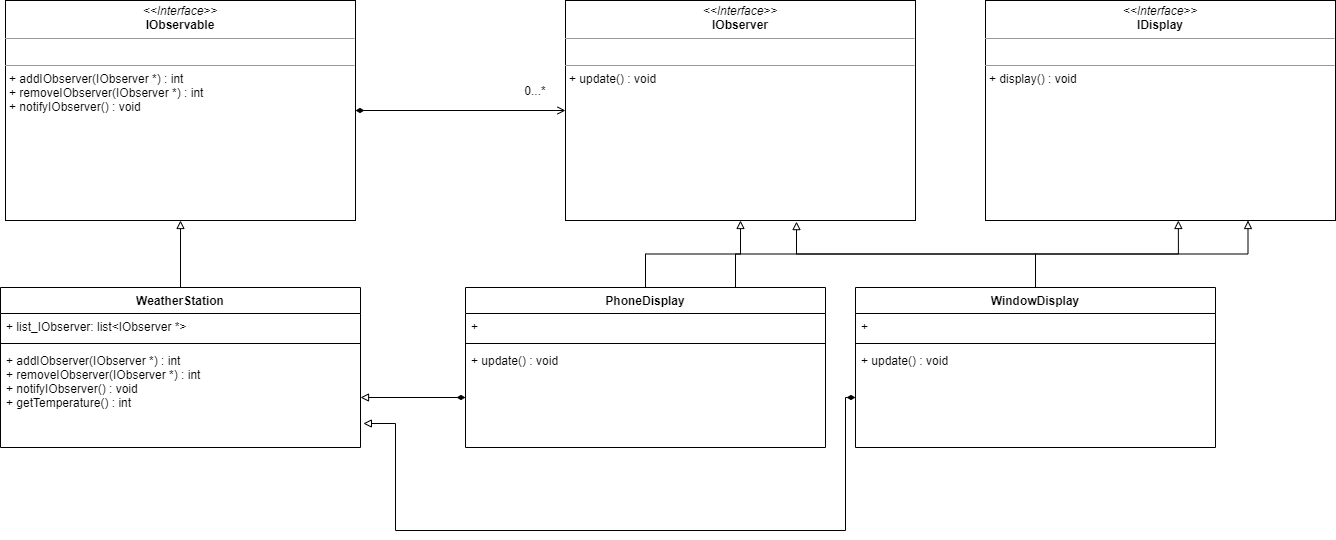 <<Interface>>
IObservable
+ addIObserver(IObserver *) : int
+ removeIObserver(IObserver *) : int
+ notifyIObserver() : void
0...*
<<Interface>>
IObserver
+ update() : void
<<Interface>>
IDisplay
+ display() : void
WeatherStation
+ list_IObserver: list<IObserver *>
+ addIObserver(IObserver *) : int
+ removeIObserver(IObserver *) : int
+ notifyIObserver() : void
+ getTemperature() : int
PhoneDisplay
+
+ update() : void
WindowDisplay
+
+ update() : void